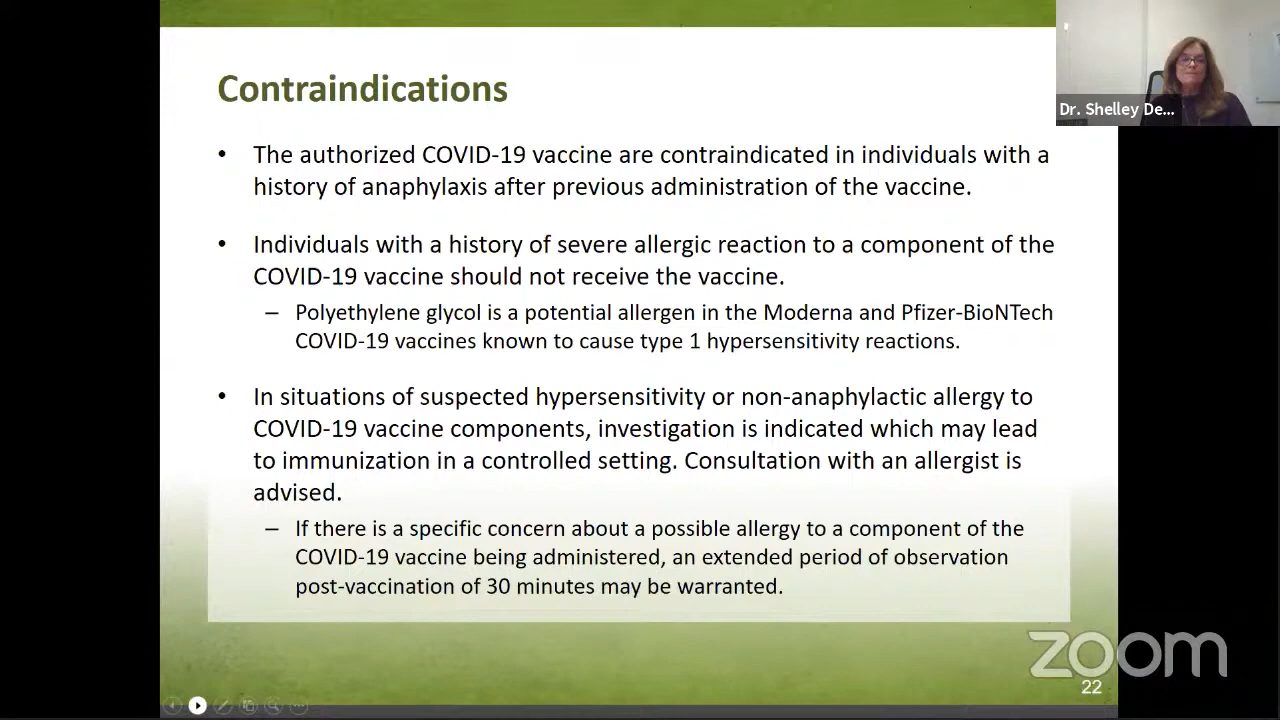 Contraindications
Dr. Shelley De...
• The authorized COVID-19 vaccine are contraindicated in individuals with a
history of anaphylaxis after previous administration of the vaccine.
• Individuals with a history of severe allergic reaction to a component of the
COVID-19 vaccine should not receive the vaccine.
– Polyethylene glycol is a potential allergen in the Moderna and Pfizer-BioNTech
COVID-19 vaccines known to cause type 1 hypersensitivity reactions.
• In situations of suspected hypersensitivity or non-anaphylactic allergy to
COVID-19 vaccine components, investigation is indicated which may lead
to immunization in a controlled setting. Consultation with an allergist is
advised.
– If there is a specific concern about a possible allergy to a component of the
COVID-19 vaccine being administered, an extended period of observation
post-vaccination of 30 minutes may be warranted.
zoom
22